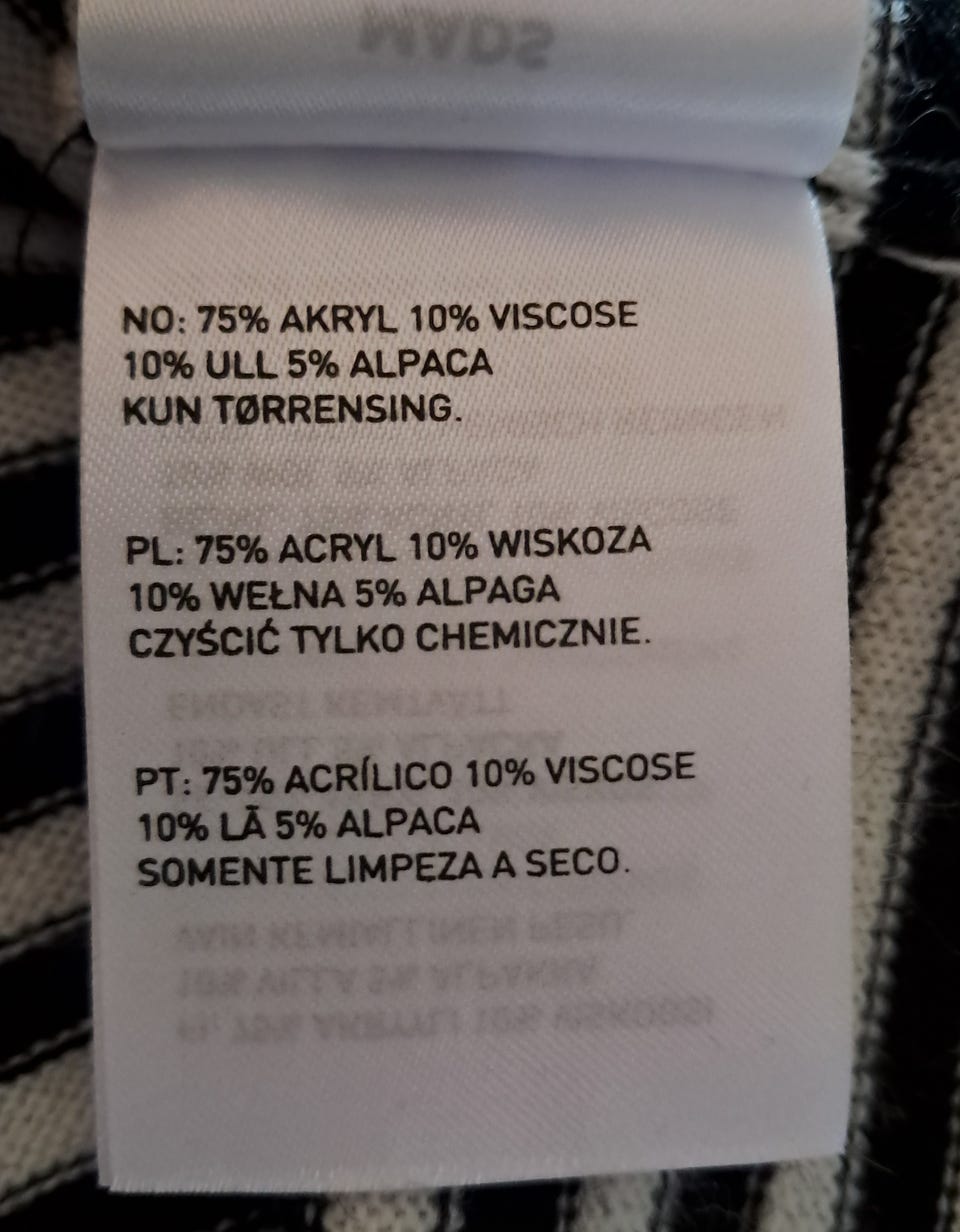 NO: 75% AKRYL 10% VISCOSE
10% ULL 5% ALPACA
KUN TØRRENSING.
PL: 75% ACRYL 10% WISKOZA
10% WEŁNA 5% ALPAGA
CZYŚCIĆ TYLKO CHEMICZNIE.
PT: 75% ACRÍLICO 10% VISCOSE
10% LÃ 5% ALPACA
SOMENTE LIMPEZA A SECO.